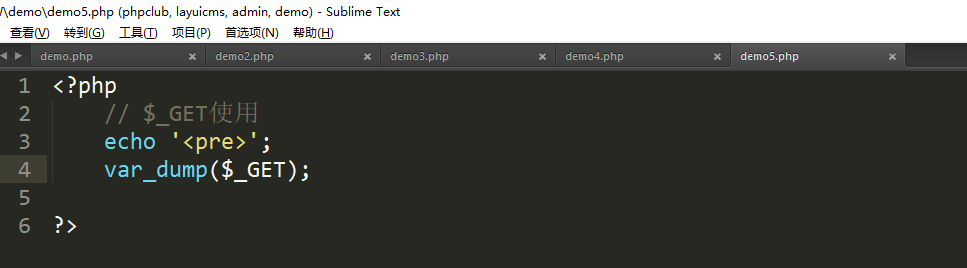 \demo\demo5.php (phpclub, layuicms, admin, demo) - Sublime Text
查看(V) 转到(G) 工具(T) 项目(P) 首选项(N) 帮助(H)
demo.php × demo2.php × demo3.php × demo4.php × demo5.php ×
1 <?php
2 // $_GET使用
3 echo '<pre>';
4 var_dump($_GET);
5
6 ?>